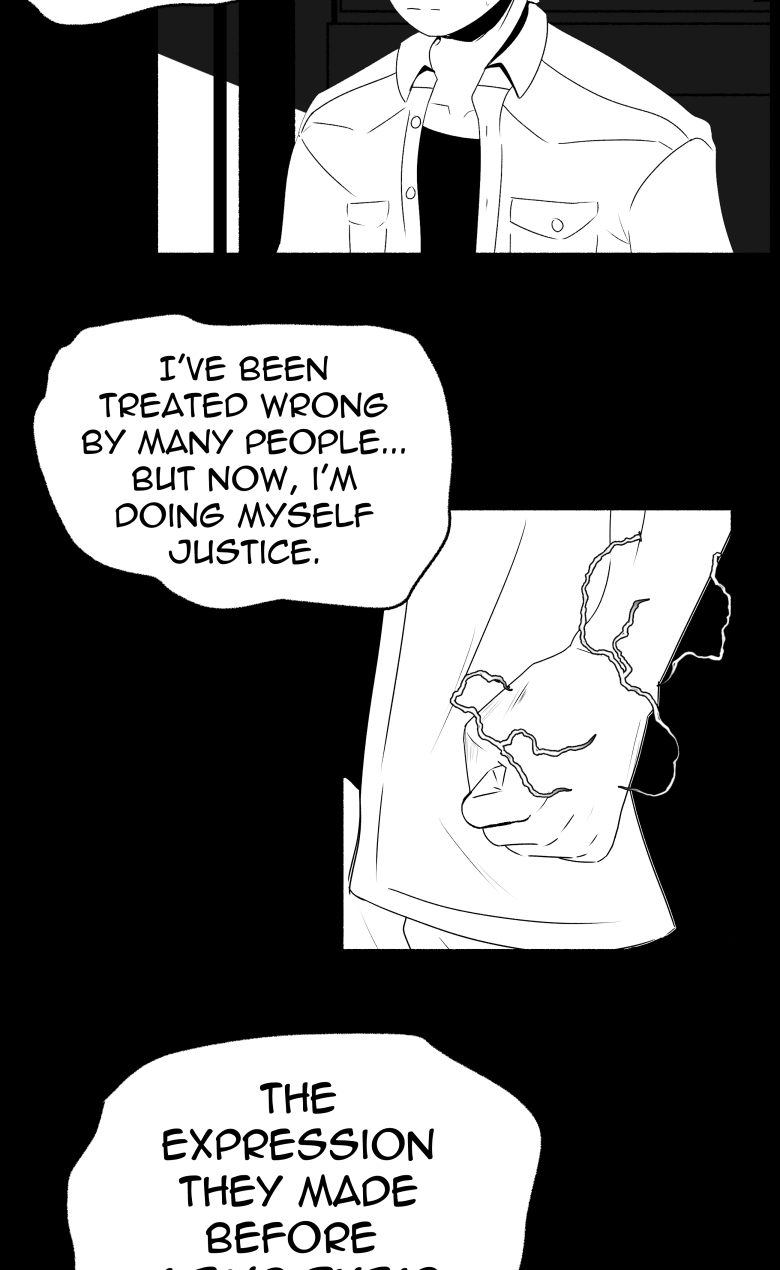 I'VE BEEN
TREATED WRONG
BY MANY PEOPLE...
BUT NOW, I'M
DOING MYSELF
JUSTICE.
THE
EXPRESSION
THEY MADE
BEFORE